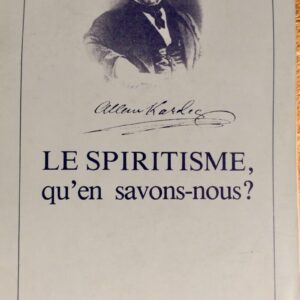 Allan Kardec
LE SPIRITISME,
qu'en savons-nous?